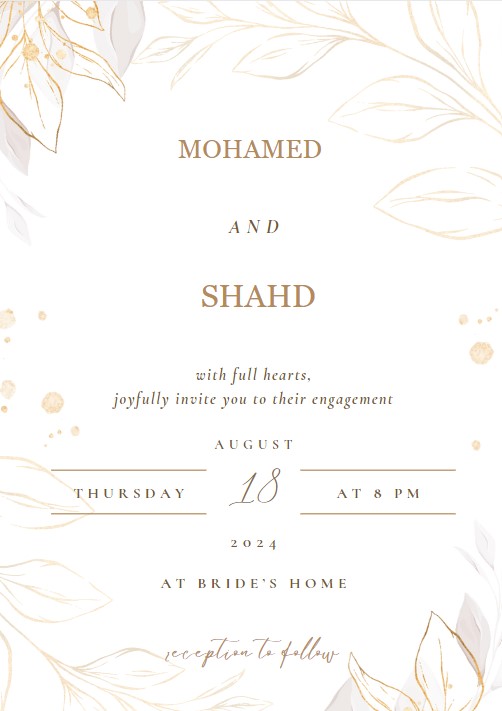 MOHAMED
AND
SHAHD
with full hearts,
joyfully invite you to their engagement
AUGUST
THURSDAY 18 AT 8 PM
2024
AT BRIDE'S HOME
reception to follow